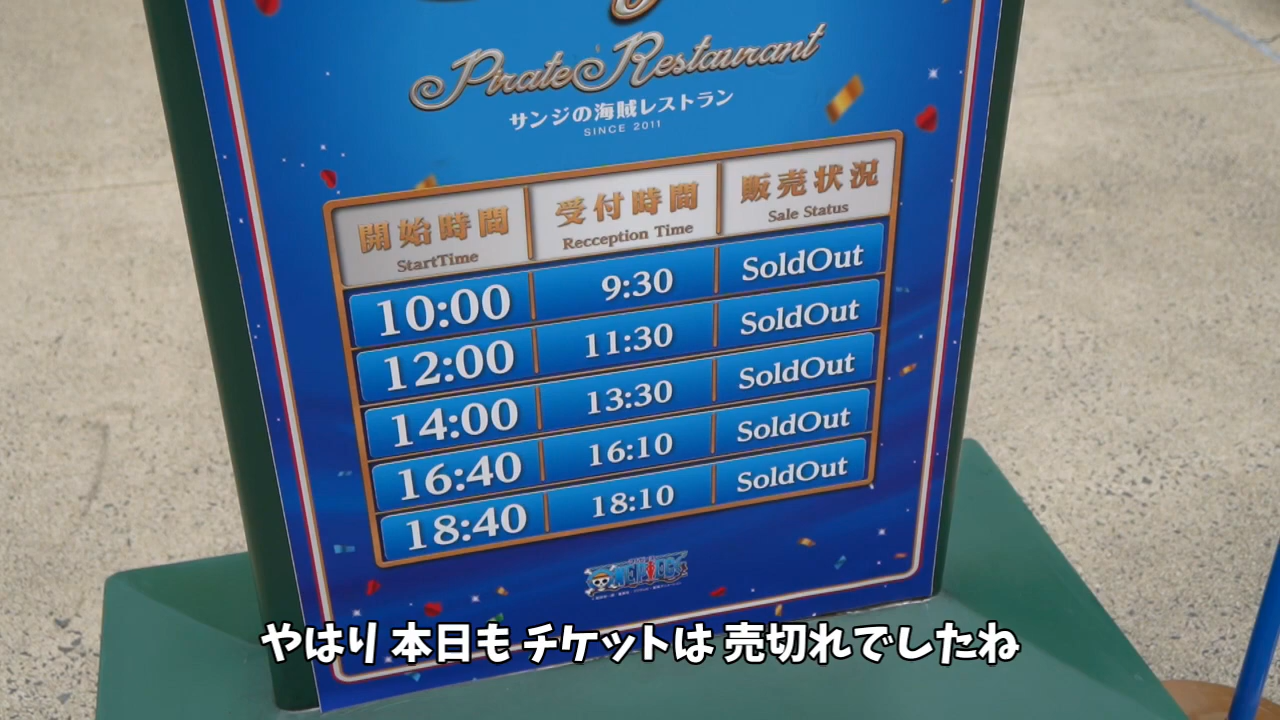 Pirate Restaurant
サンジの海賊レストラン
SINCE 2011
開始時間 受付時間 販売状況
StartTime Recception Time Sale Status
10:00 9:30 SoldOut
12:00 11:30 SoldOut
14:00 13:30 SoldOut
16:40 16:10 SoldOut
18:40 18:10 SoldOut
ONE PIECE
やはり 本日も チケットは 売切れでしたね